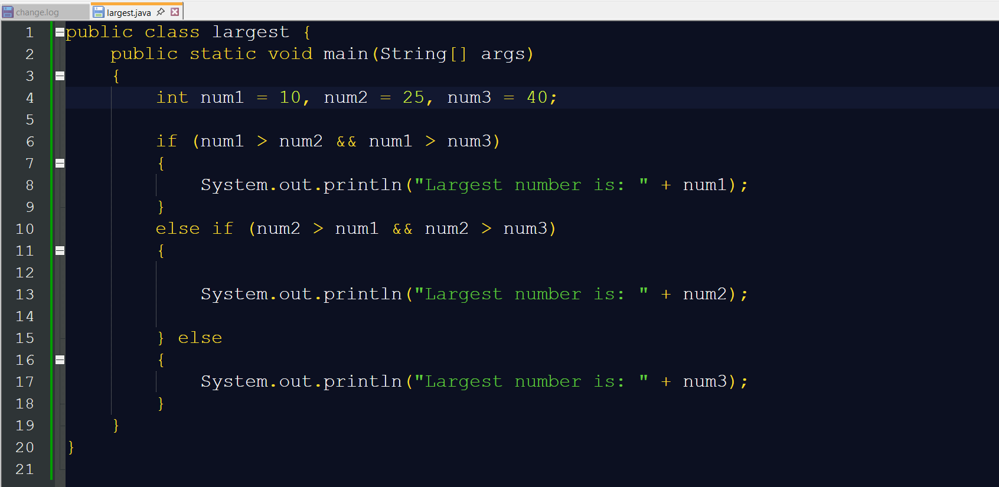 change.log largest.java
1 public class largest {
2 public static void main(String[] args)
3 {
4 int num1 = 10, num2 = 25, num3 = 40;
5
6 if (num1 > num2 && num1 > num3)
7 {
8 System.out.println("Largest number is: " + num1);
9 }
10 else if (num2 > num1 && num2 > num3)
11 {
12
13 System.out.println("Largest number is: " + num2);
14
15 } else
16 {
17 System.out.println("Largest number is: " + num3);
18 }
19 }
20 }
21